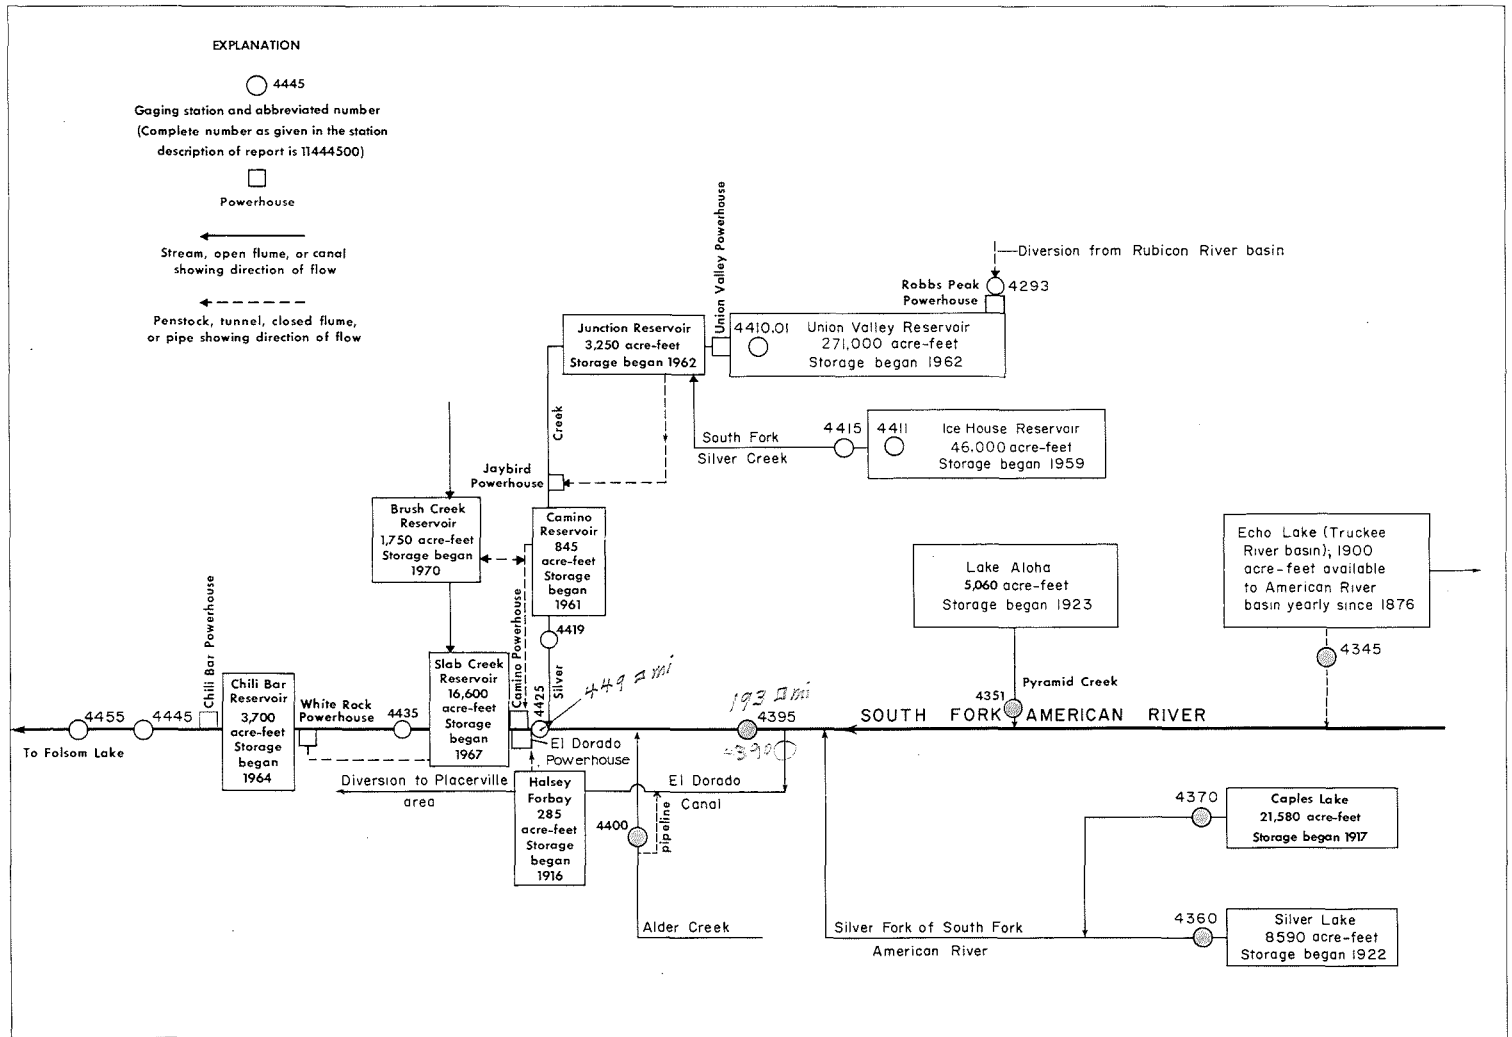 EXPLANATION
4445
Gaging station and abbreviated number
(Complete number as given in the station
description of report is 11444500)
Powerhouse
Stream, open flume, or canal
showing direction of flow
Penstock, tunnel, closed flume,
or pipe showing direction of flow
Union Valley Powerhouse
Diversion from Rubicon River basin
Robbs Peak
Powerhouse
4293
Junction Reservoir
3,250 acre-feet
Storage began 1962
4410.01
Union Valley Reservoir
271,000 acre-feet
Storage began 1962
Creek
South Fork
Silver Creek
4415
4411
Ice House Reservoir
46.000 acre-feet
Storage began 1959
Jaybird
Powerhouse
Brush Creek
Reservoir
1,750 acre-feet
Storage began
1970
Camino
Reservoir
845
acre-feet
Storage
began
1961
Lake Aloha
5,060 acre-feet
Storage began 1923
Echo Lake (Truckee
River basin); 1900
acre-feet available
to American River
basin yearly since 1876
4345
Chili Bar Powerhouse
Camino Powerhouse
4419
Silver
4425
449 □ mi
193 □ mi
4395
4390
Pyramid Creek
4351
SOUTH FORK AMERICAN RIVER
4455
4445
To Folsom Lake
Chili Bar
Reservoir
3,700
acre-feet
Storage
began
1964
White Rock
Powerhouse
4435
Slab Creek
Reservoir
16,600
acre-feet
Storage
began
1967
El Dorado
Powerhouse
Diversion to Placerville
area
Halsey
Forbay
285
acre-feet
Storage
began
1916
El Dorado
Canal
4400
pipeline
Alder Creek
4370
Caples Lake
21,580 acre-feet
Storage began 1917
Silver Fork of South Fork
American River
4360
Silver Lake
8590 acre-feet
Storage began 1922